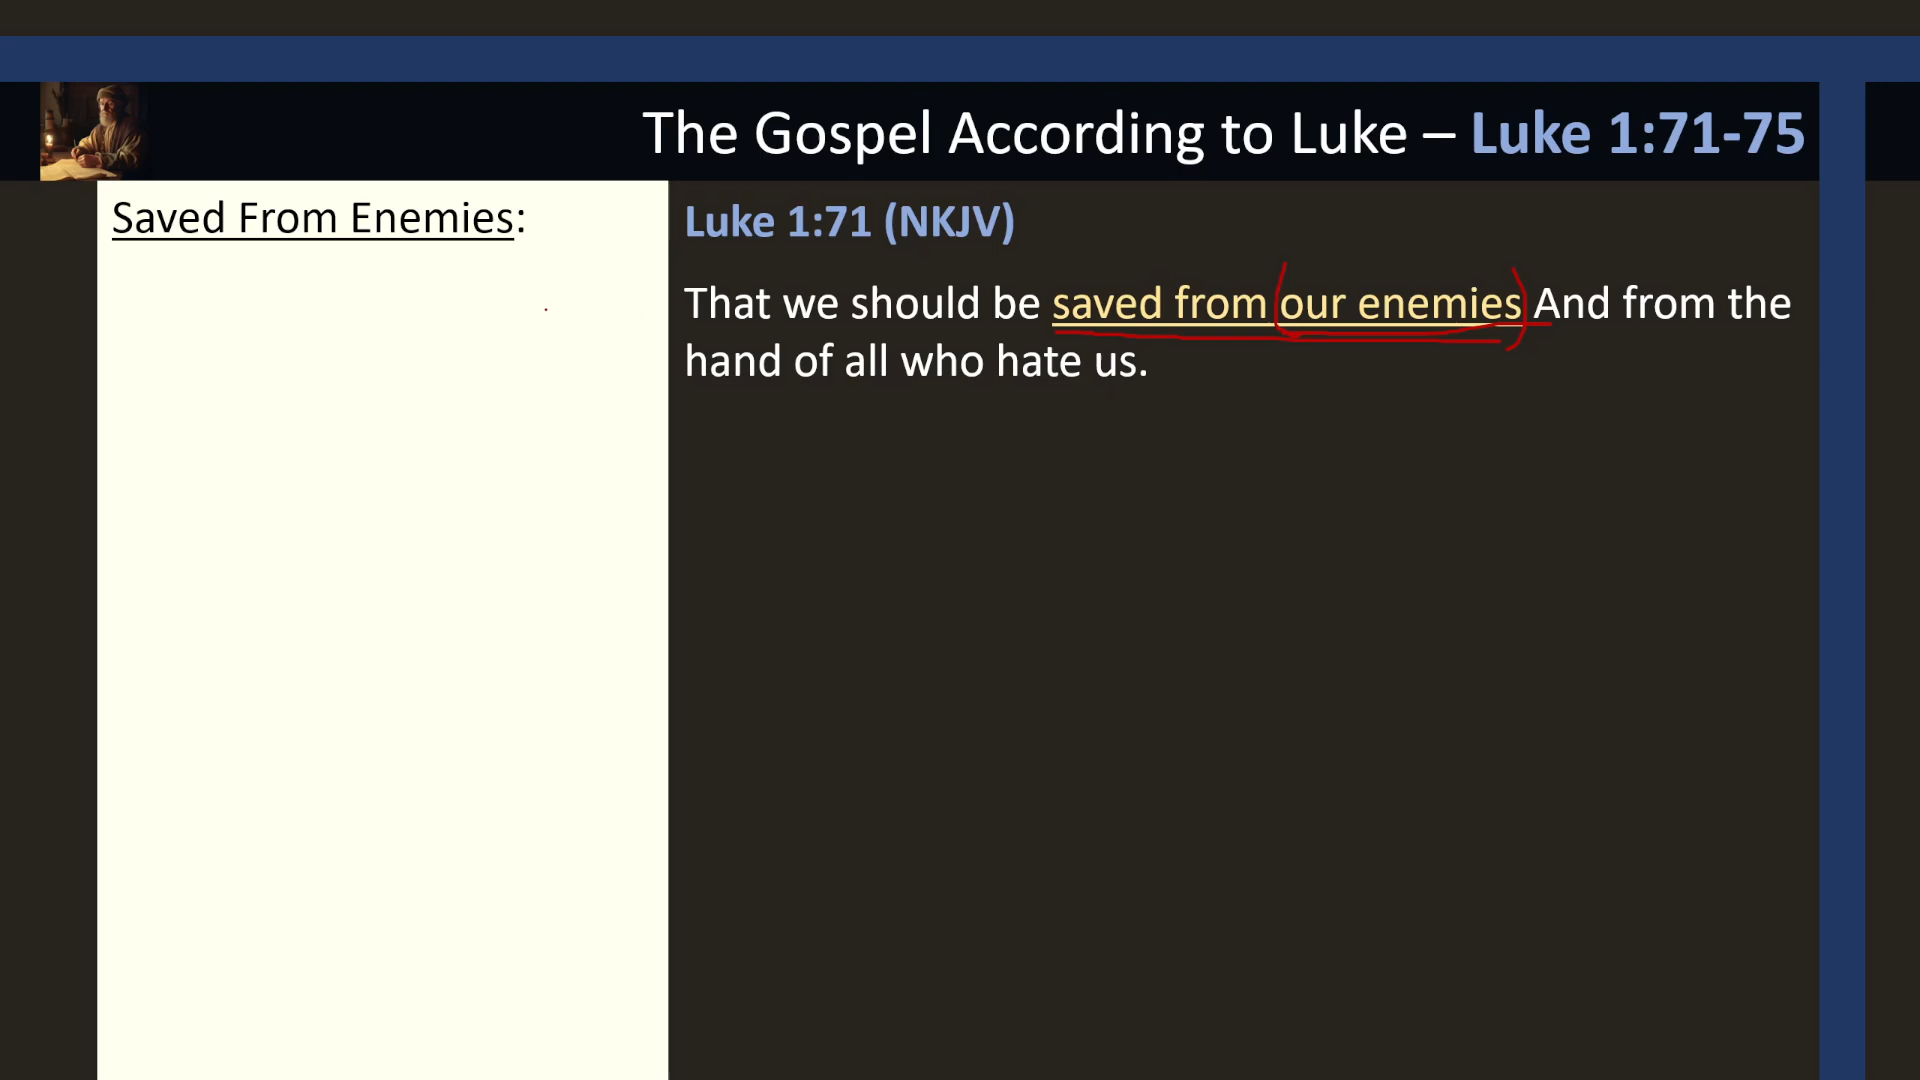 The Gospel According to Luke – Luke 1:71-75
Saved From Enemies:
Luke 1:71 (NKJV)
That we should be saved from our enemies And from the
hand of all who hate us.